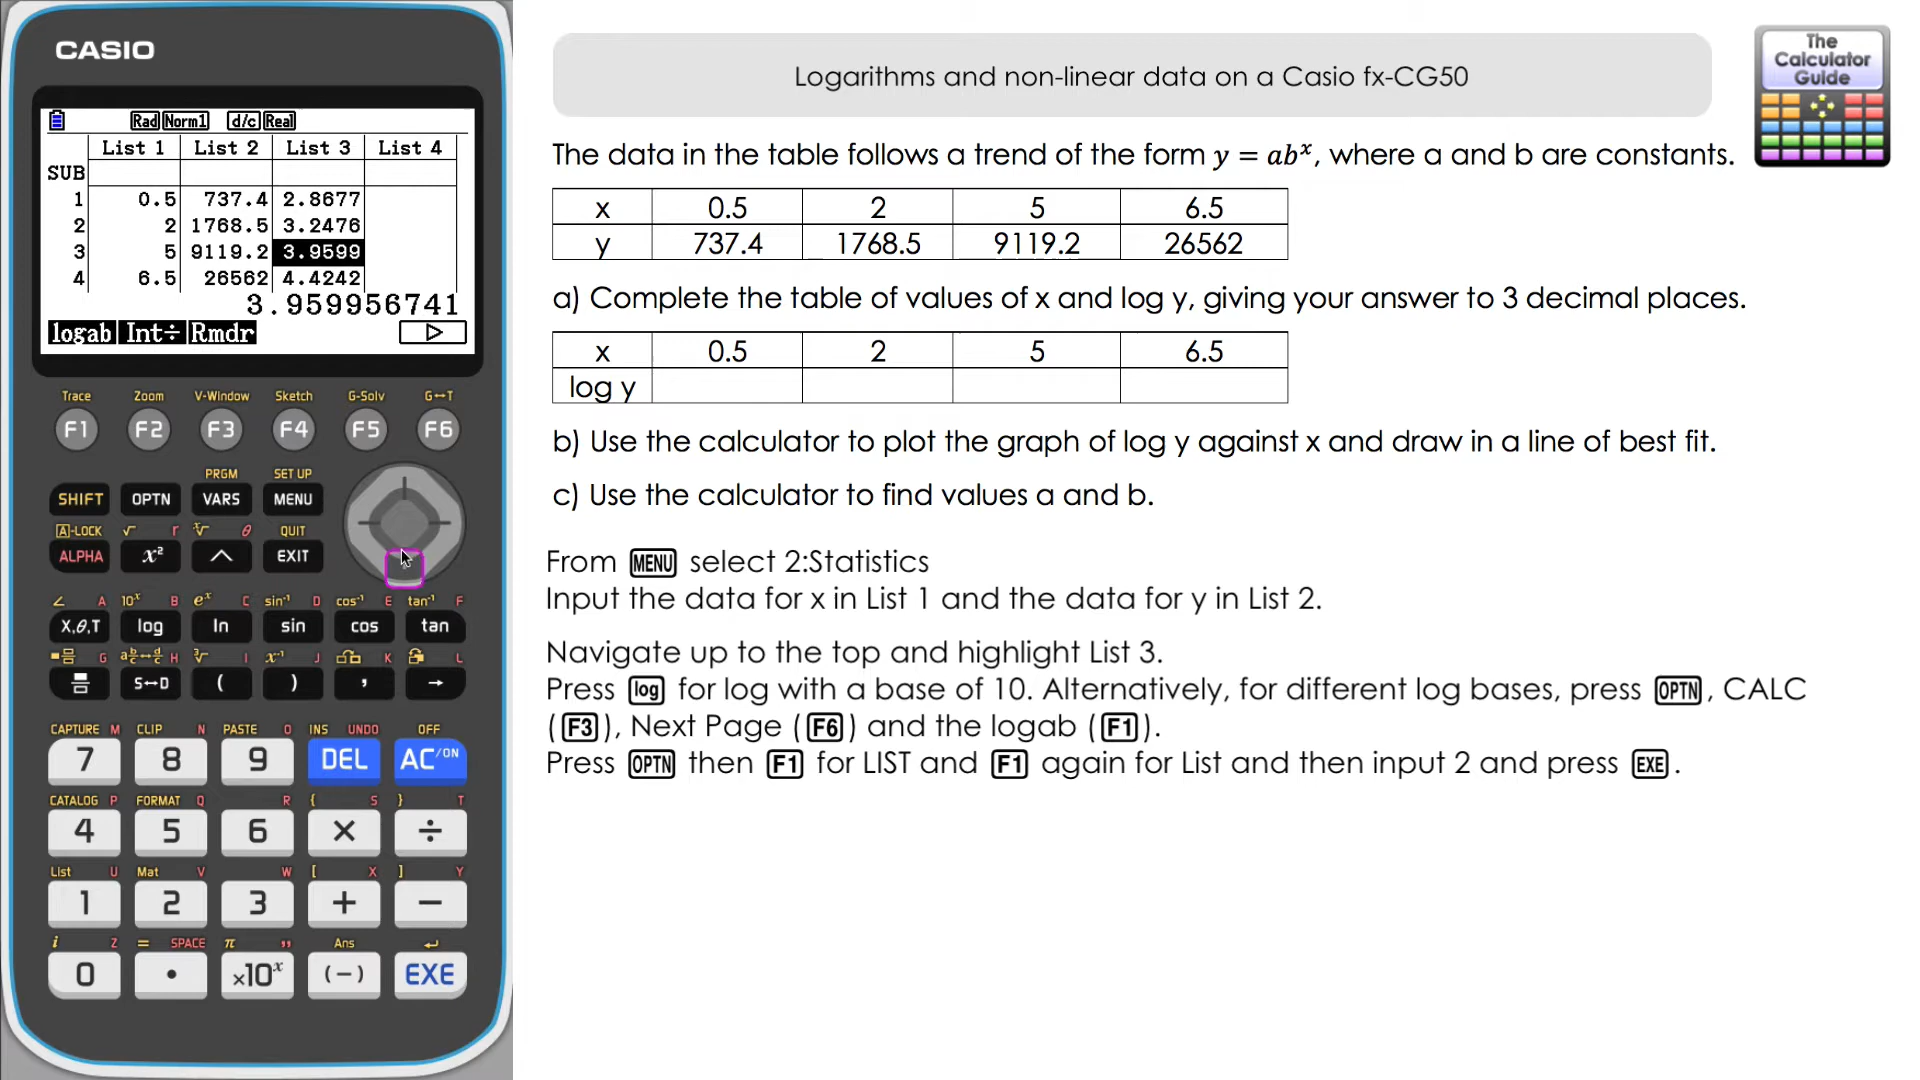 CASIO
Rad Norm1 d/c Real
List 1 List 2 List 3 List 4
SUB
1 0.5 737.4 2.8677
2 2 1768.5 3.2476
3 5 9119.2 3.9599
4 6.5 26562 4.4242
3.959956741
logab Int÷ Rmdr ▷
Trace Zoom V-Window Sketch G-Solv G↔T
F1 F2 F3 F4 F5 F6
PRGM SET UP
SHIFT OPTN VARS MENU
A-LOCK √ r ˣ√ θ QUIT
ALPHA x² ^ EXIT
∠ A 10ˣ B eˣ C sin⁻¹ D cos⁻¹ E tan⁻¹ F
X,θ,T log ln sin cos tan
G a b/c↔d/c H ³√ I x⁻¹ J K L
S↔D ( ) , →
CAPTURE M CLIP N PASTE O INS UNDO OFF
7 8 9 DEL AC/ON
CATALOG P FORMAT Q R { S } T
4 5 6 × ÷
List U Mat V W [ X ] Y
1 2 3 + −
i Z = SPACE π " Ans ↵
0 • ×10ˣ (−) EXE
Logarithms and non-linear data on a Casio fx-CG50
The
Calculator
Guide
The data in the table follows a trend of the form y = abˣ, where a and b are constants.
x 0.5 2 5 6.5
y 737.4 1768.5 9119.2 26562
a) Complete the table of values of x and log y, giving your answer to 3 decimal places.
x 0.5 2 5 6.5
log y
b) Use the calculator to plot the graph of log y against x and draw in a line of best fit.
c) Use the calculator to find values a and b.
From MENU select 2:Statistics
Input the data for x in List 1 and the data for y in List 2.
Navigate up to the top and highlight List 3.
Press log for log with a base of 10. Alternatively, for different log bases, press OPTN, CALC
(F3), Next Page (F6) and the logab (F1).
Press OPTN then F1 for LIST and F1 again for List and then input 2 and press EXE.